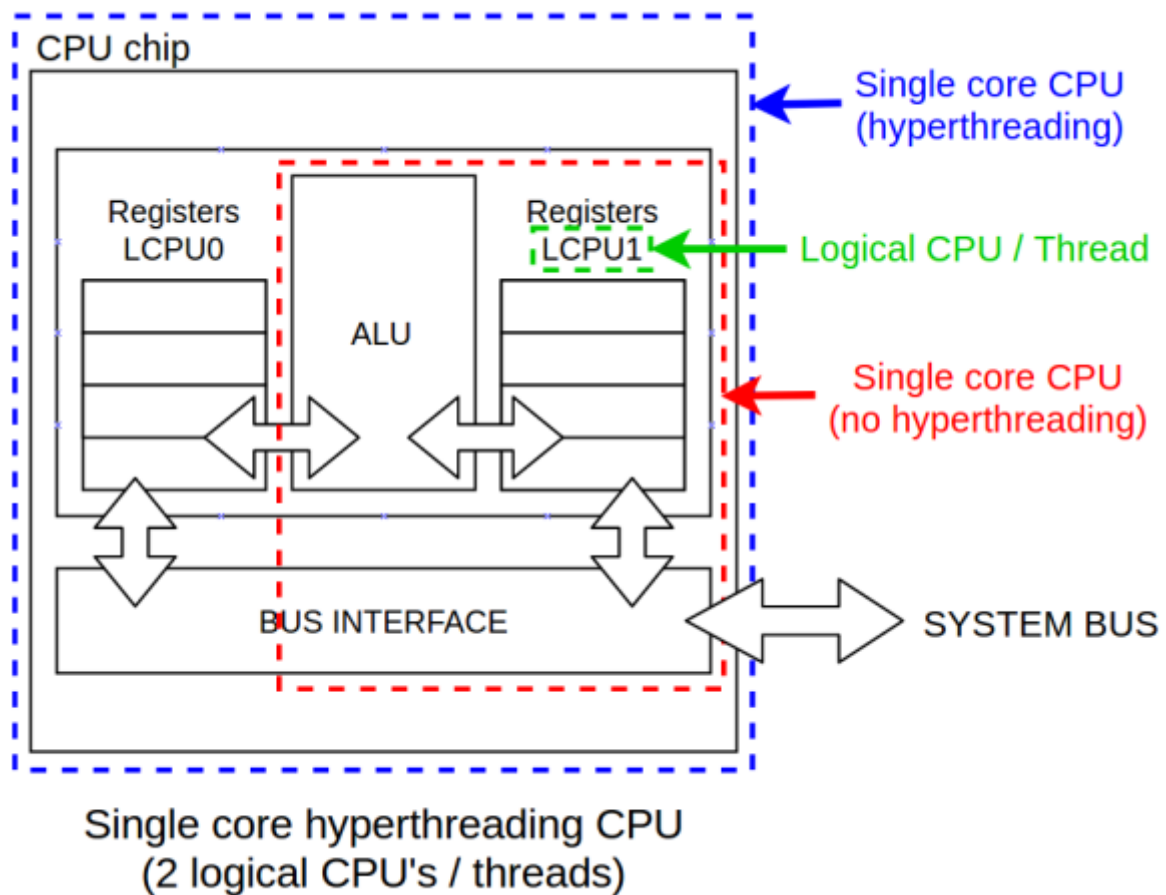 CPU chip
Single core CPU
(hyperthreading)
Registers
LCPU0
Registers
LCPU1
Logical CPU / Thread
ALU
Single core CPU
(no hyperthreading)
BUS INTERFACE
SYSTEM BUS
Single core hyperthreading CPU
(2 logical CPU's / threads)